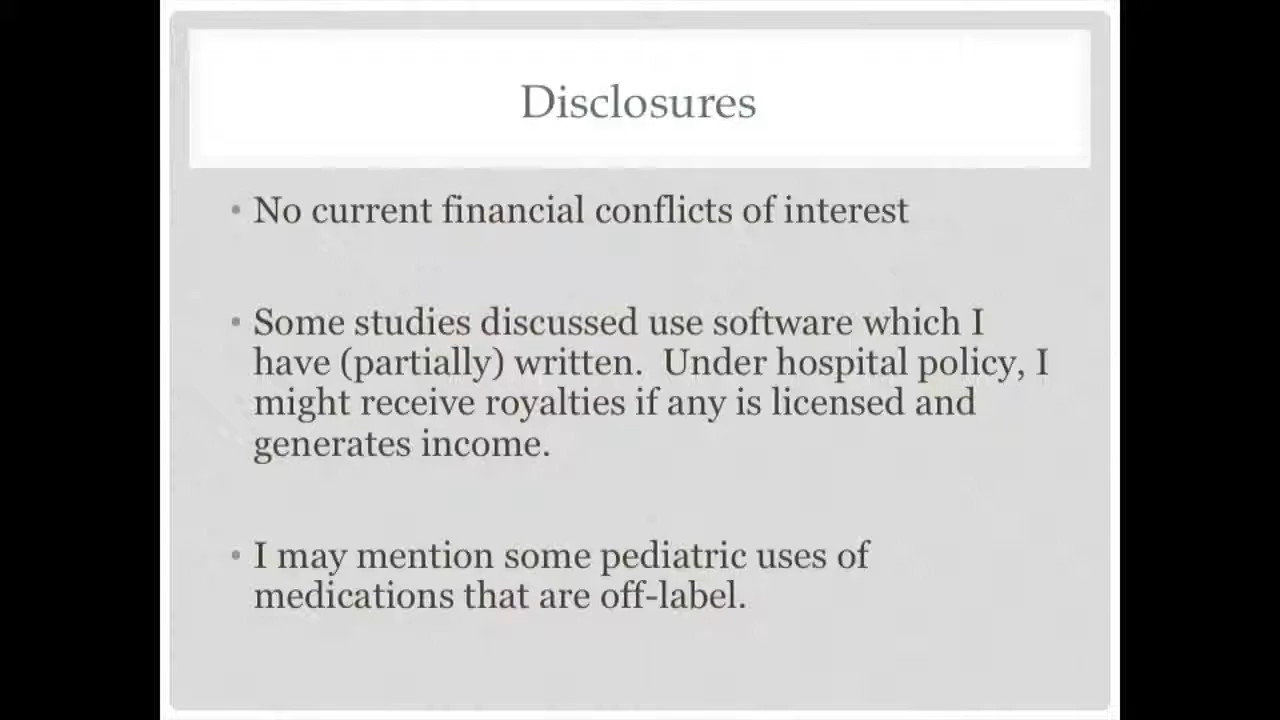 Disclosures
• No current financial conflicts of interest
• Some studies discussed use software which I
have (partially) written.  Under hospital policy, I
might receive royalties if any is licensed and
generates income.
• I may mention some pediatric uses of
medications that are off-label.